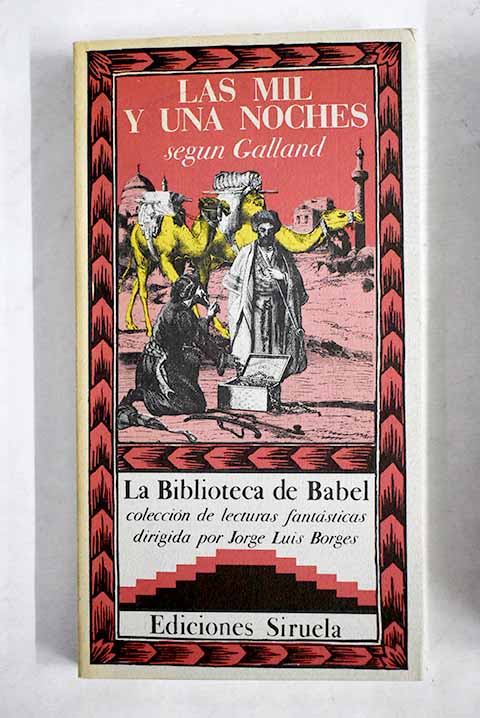 LAS MIL
Y UNA NOCHES
segun Galland
La Biblioteca de Babel
colección de lecturas fantásticas
dirigida por Jorge Luis Borges
Ediciones Siruela